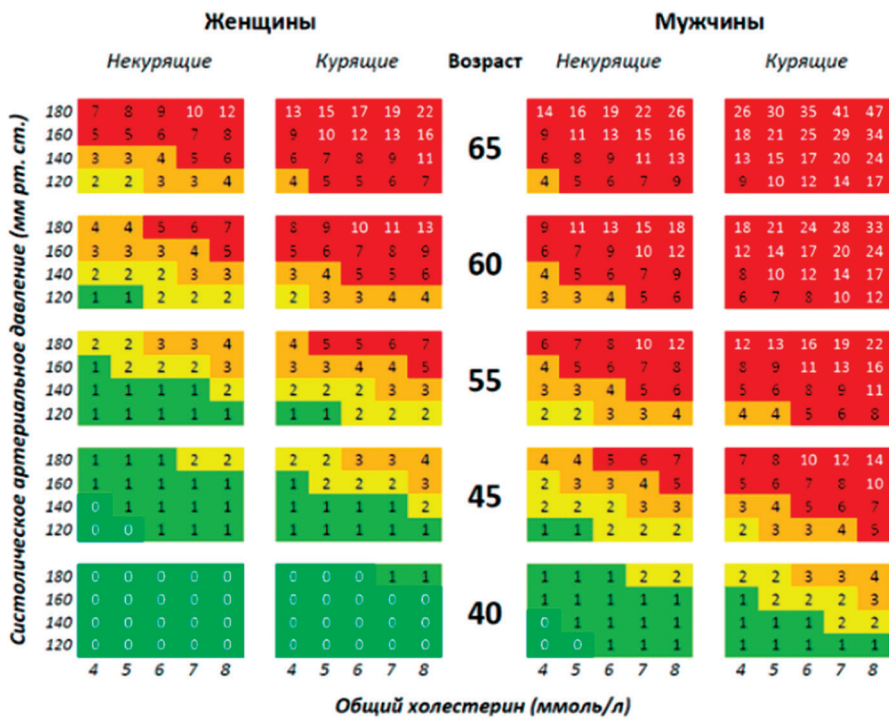 Женщины Мужчины
Некурящие Курящие Возраст Некурящие Курящие
180 7 8 9 10 12 13 15 17 19 22 14 16 19 22 26 26 30 35 41 47
160 5 5 6 7 8 9 10 12 13 16 9 11 13 15 16 18 21 25 29 34
140 3 3 4 5 6 6 7 8 9 11 65 6 8 9 11 13 13 15 17 20 24
120 2 2 3 3 4 4 5 5 6 7 4 5 6 7 9 9 10 12 14 17
180 4 4 5 6 7 8 9 10 11 13 9 11 13 15 18 18 21 24 28 33
160 3 3 3 4 5 5 6 7 8 9 6 7 9 10 12 12 14 17 20 24
140 2 2 2 3 3 3 4 5 5 6 60 4 5 6 7 9 8 10 12 14 17
120 1 1 2 2 2 2 3 3 4 4 3 3 4 5 6 6 7 8 10 12
180 2 2 3 3 4 4 5 5 6 7 6 7 8 10 12 12 13 16 19 22
160 1 2 2 2 3 3 3 4 4 5 4 5 6 7 8 8 9 11 13 16
140 1 1 1 1 2 2 2 2 3 3 55 3 3 4 5 6 5 6 8 9 11
120 1 1 1 1 1 1 1 2 2 2 2 2 3 3 4 4 4 5 6 8
180 1 1 1 2 2 2 2 3 3 4 4 4 5 6 7 7 8 10 12 14
160 1 1 1 1 1 1 2 2 2 3 2 3 3 4 5 5 6 7 8 10
140 0 1 1 1 1 1 1 1 1 2 45 2 2 2 3 3 3 4 5 6 7
120 0 0 1 1 1 1 1 1 1 1 1 1 2 2 2 2 3 3 4 5
180 0 0 0 0 0 0 0 0 1 1 1 1 1 2 2 2 2 3 3 4
160 0 0 0 0 0 0 0 0 0 0 1 1 1 1 1 1 2 2 2 3
140 0 0 0 0 0 0 0 0 0 0 40 0 1 1 1 1 1 1 1 2 2
120 0 0 0 0 0 0 0 0 0 0 0 0 1 1 1 1 1 1 1 1
4 5 6 7 8 4 5 6 7 8 4 5 6 7 8 4 5 6 7 8
Общий холестерин (ммоль/л)
Систолическое артериальное давление (мм рт. ст.)